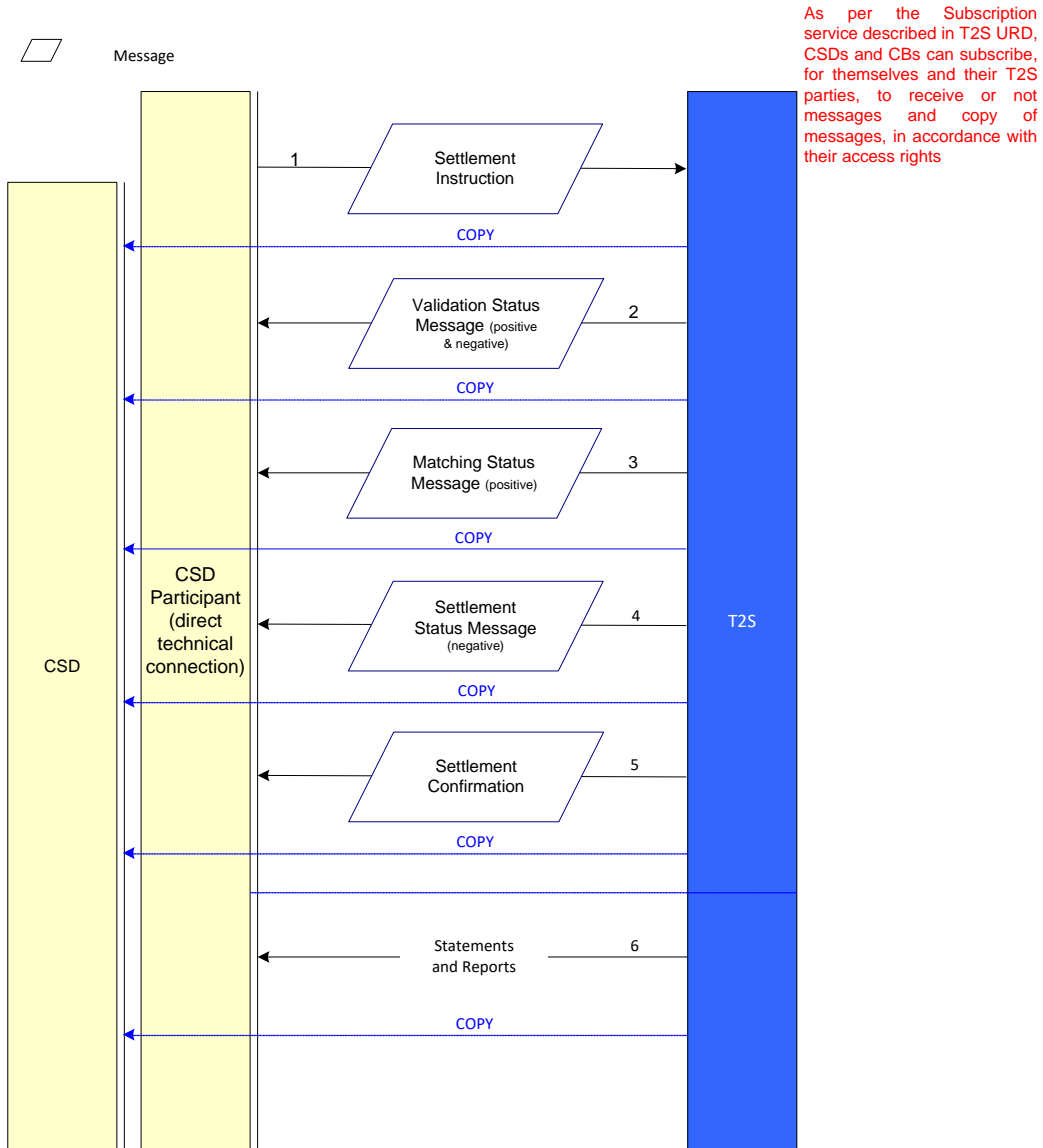 As per the Subscription
service described in T2S URD,
CSDs and CBs can subscribe,
for themselves and their T2S
parties, to receive or not
messages and copy of
messages, in accordance with
their access rights
Message
1
Settlement
Instruction
COPY
Validation Status
Message (positive
& negative)
2
COPY
Matching Status
Message (positive)
3
COPY
CSD
Participant
(direct
technical
connection)
Settlement
Status Message
(negative)
4
T2S
CSD
COPY
Settlement
Confirmation
5
COPY
Statements
and Reports
6
COPY